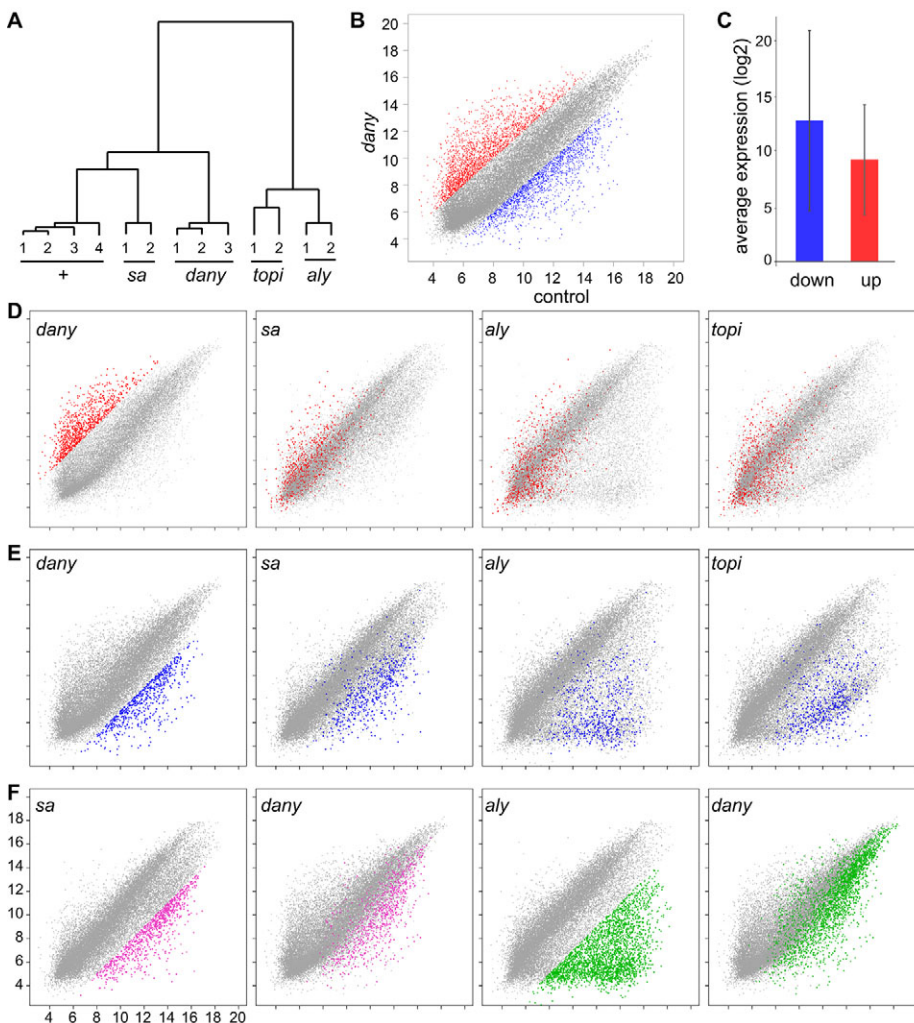 A
1 2 3 4 1 2 1 2 3 1 2 1 2
+ sa dany topi aly
B
20
18
16
14
12
10
8
6
4
dany
4 6 8 10 12 14 16 18 20
control
C
average expression (log2)
20
15
10
5
0
down up
D
dany sa aly topi
E
dany sa aly topi
F
sa dany aly dany
18
16
14
12
10
8
6
4
4 6 8 10 12 14 16 18 20